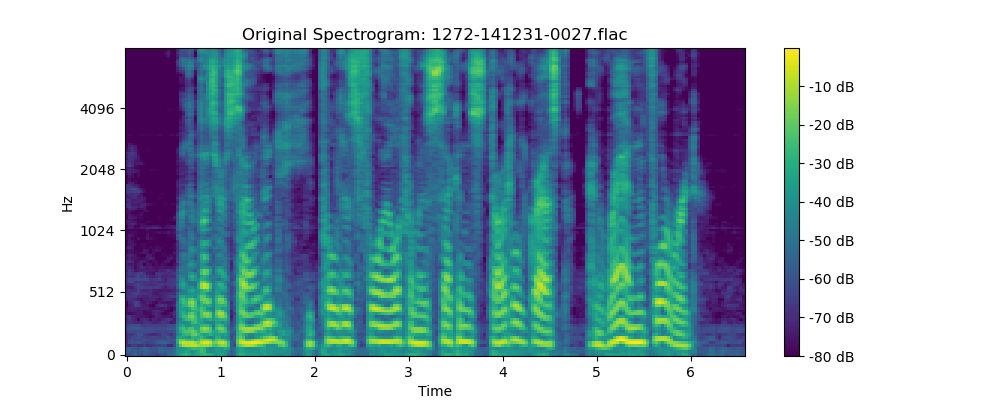 Original Spectrogram: 1272-141231-0027.flac
Hz
4096
2048
1024
512
0
0 1 2 3 4 5 6
Time
-10 dB
-20 dB
-30 dB
-40 dB
-50 dB
-60 dB
-70 dB
-80 dB